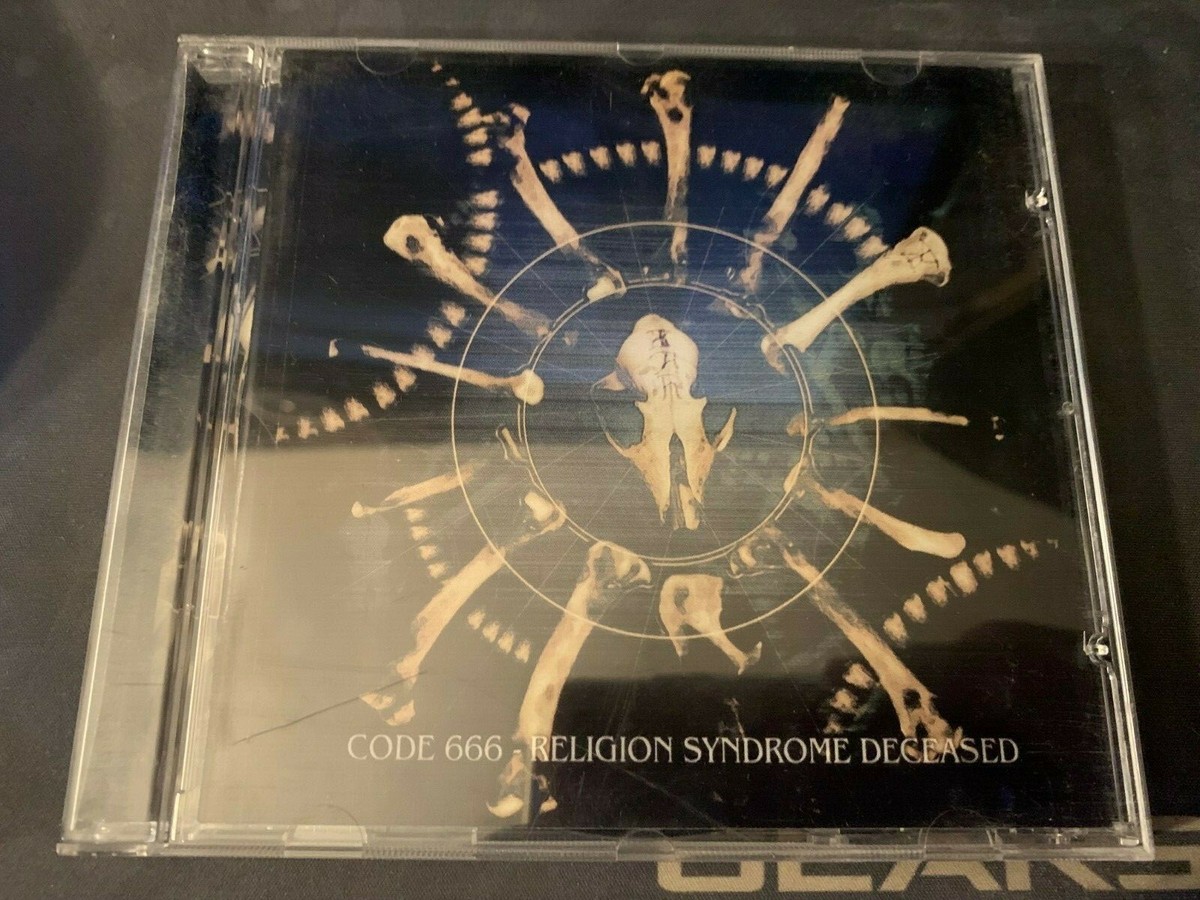 CODE 666 - RELIGION SYNDROME DECEASED